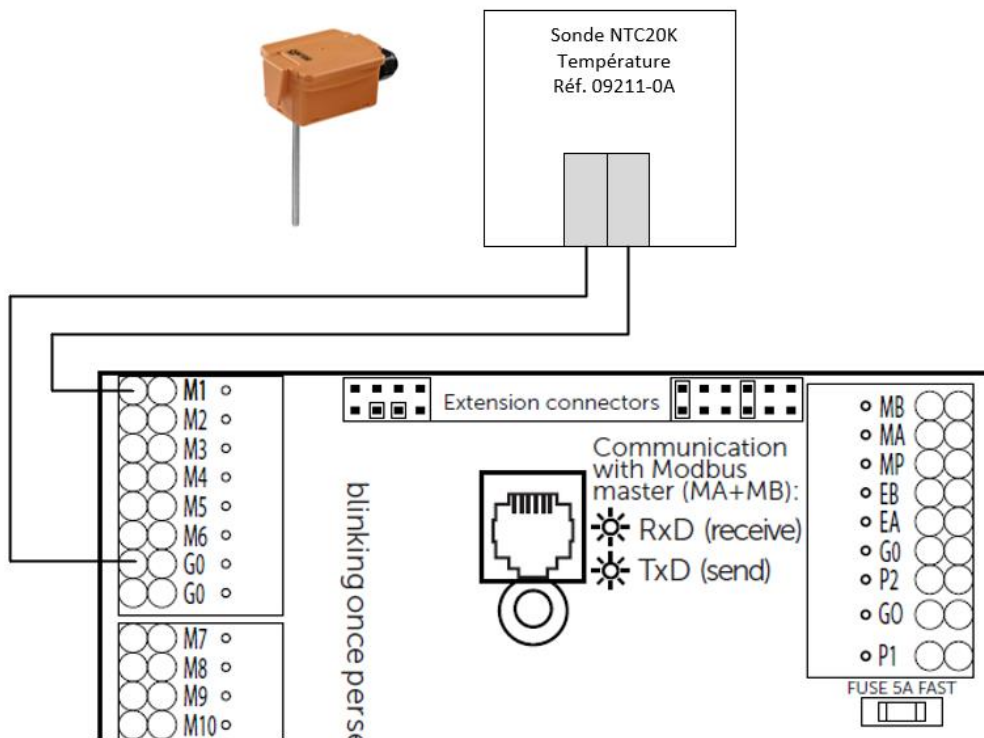 Sonde NTC20K
Température
Réf. 09211-0A
M1
M2
M3
M4
M5
M6
G0
G0
M7
M8
M9
M10
Extension connectors
blinking once per se
Communication
with Modbus
master (MA+MB):
RxD (receive)
TxD (send)
MB
MA
MP
EB
EA
G0
P2
GO
P1
FUSE 5A FAST